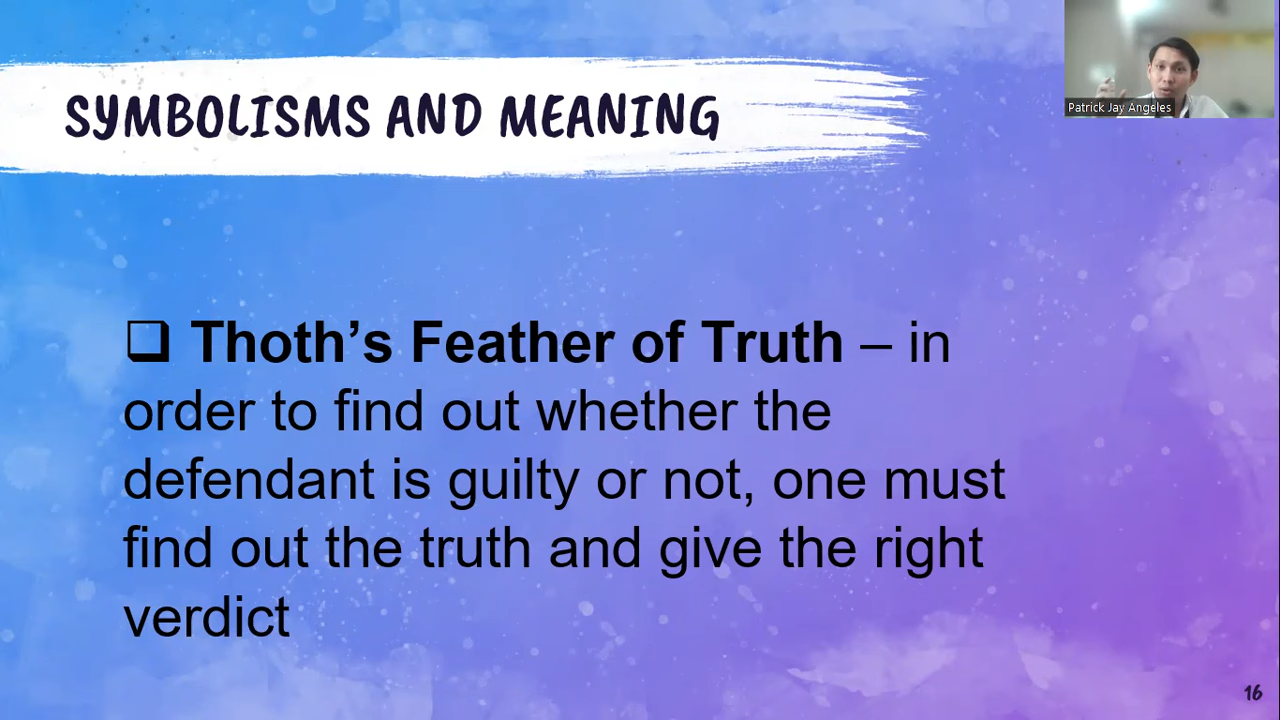 SYMBOLISMS AND MEANING
Patrick Jay Angeles
❑ Thoth’s Feather of Truth – in
order to find out whether the
defendant is guilty or not, one must
find out the truth and give the right
verdict
16